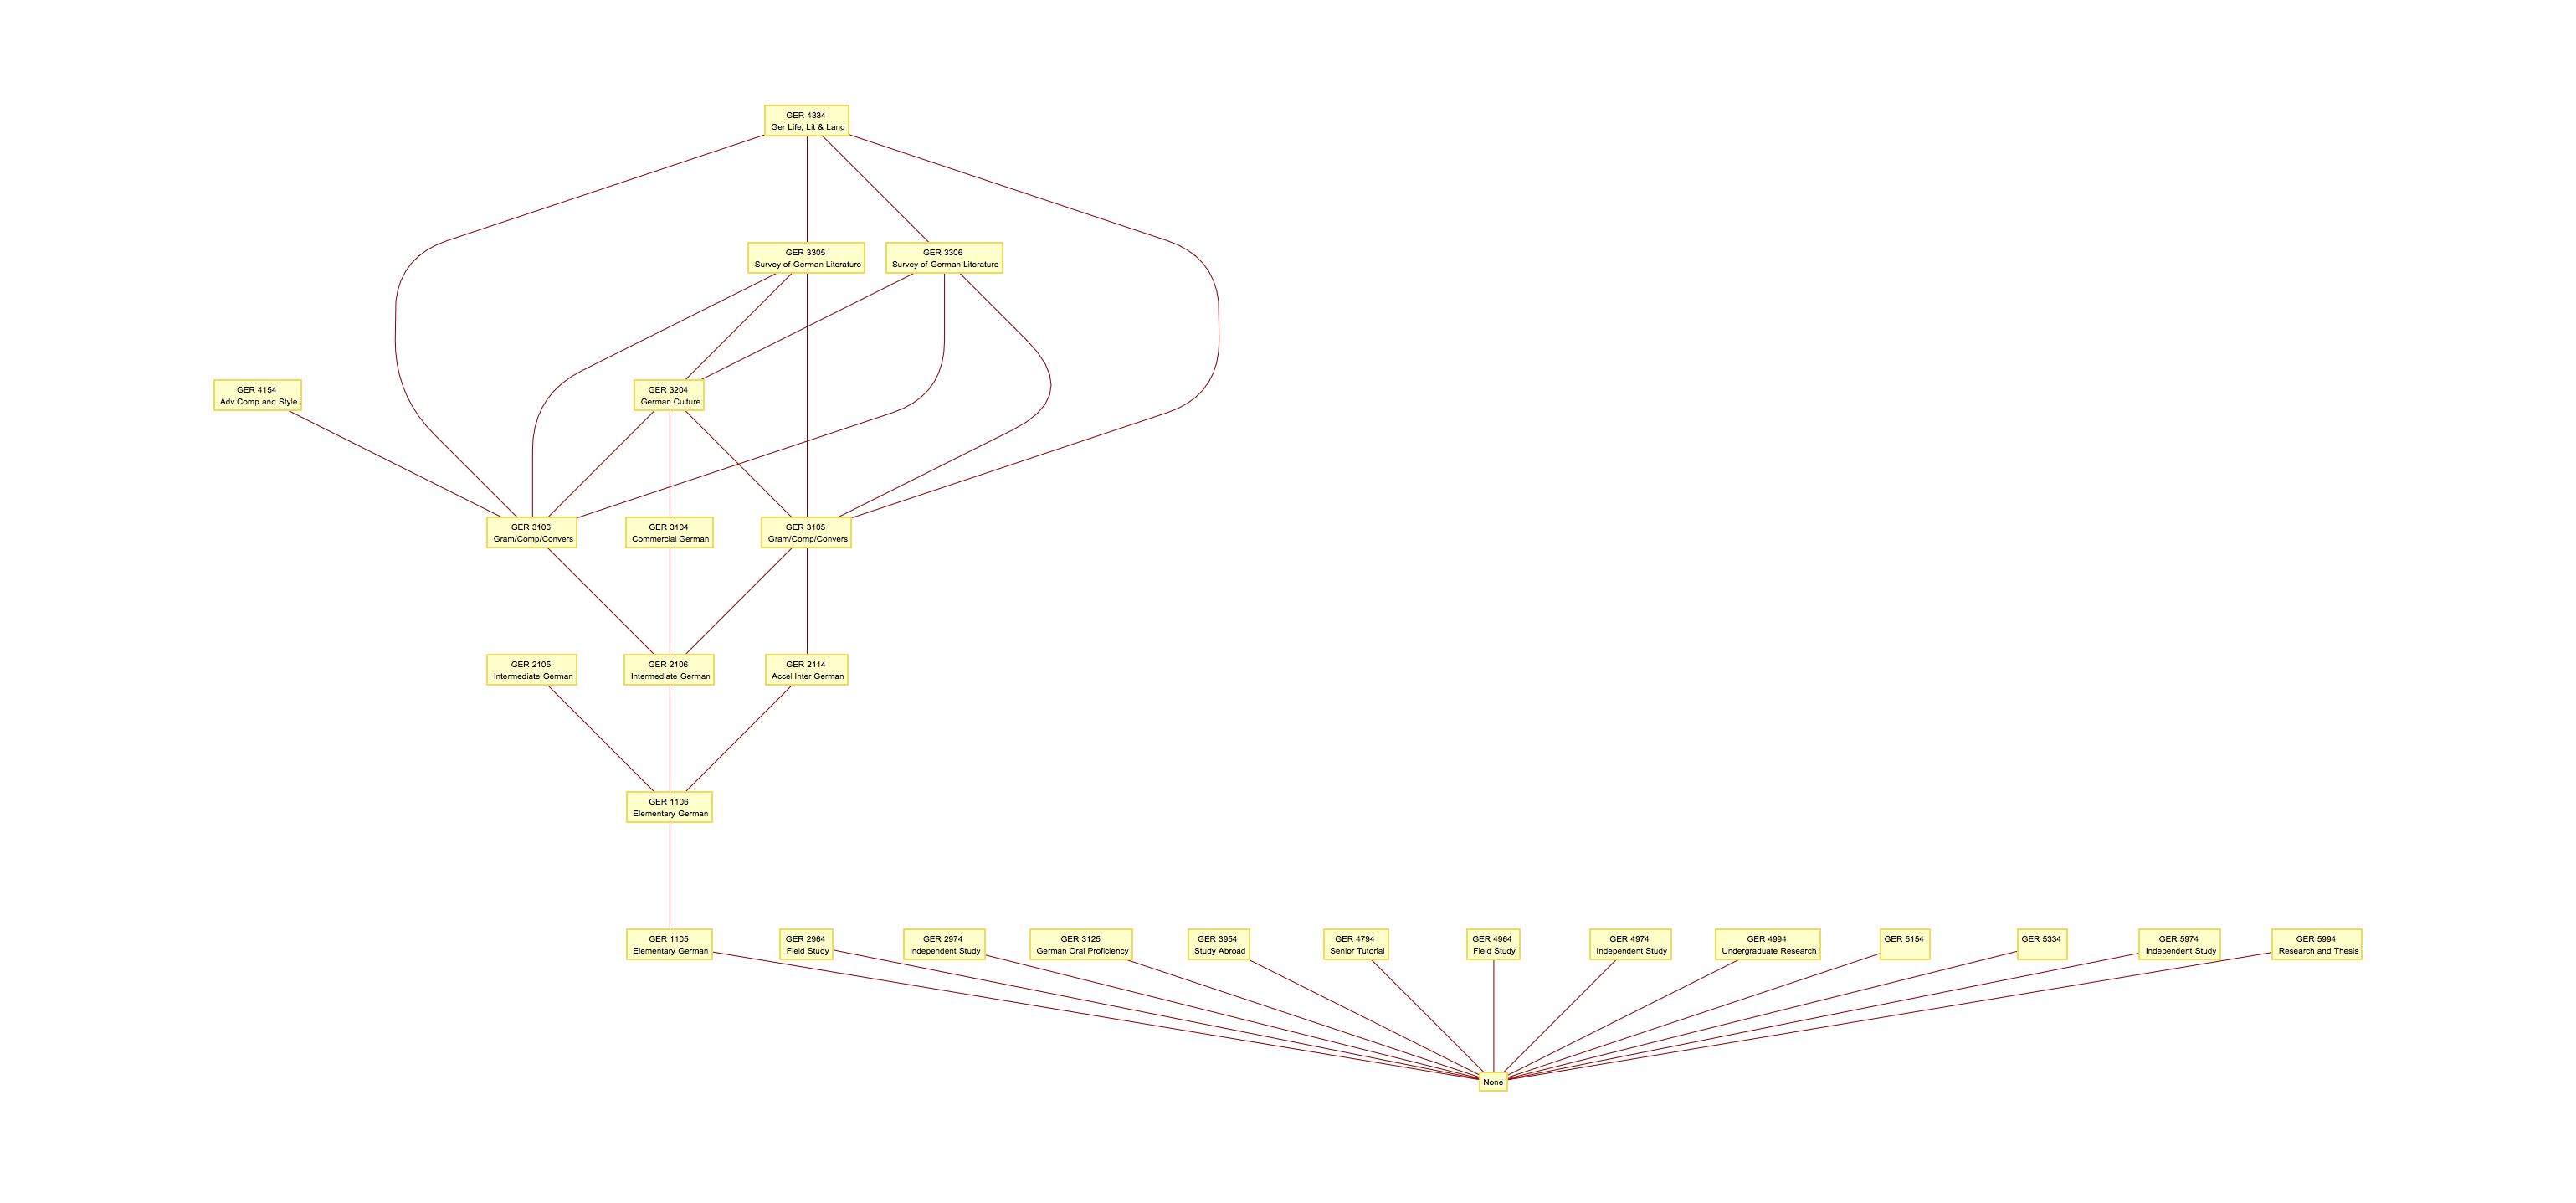 GER 4334
Ger Life, Lit & Lang
GER 3305
Survey of German Literature
GER 3306
Survey of German Literature
GER 4154
Adv Comp and Style
GER 3204
German Culture
GER 3106
Gram/Comp/Convers
GER 3104
Commercial German
GER 3105
Gram/Comp/Convers
GER 2105
Intermediate German
GER 2106
Intermediate German
GER 2114
Accel Inter German
GER 1106
Elementary German
GER 1105
Elementary German
GER 2964
Field Study
GER 2974
Independent Study
GER 3125
German Oral Proficiency
GER 3954
Study Abroad
GER 4794
Senior Tutorial
GER 4964
Field Study
GER 4974
Independent Study
GER 4994
Undergraduate Research
GER 5154
GER 5334
GER 5974
Independent Study
GER 5994
Research and Thesis
None